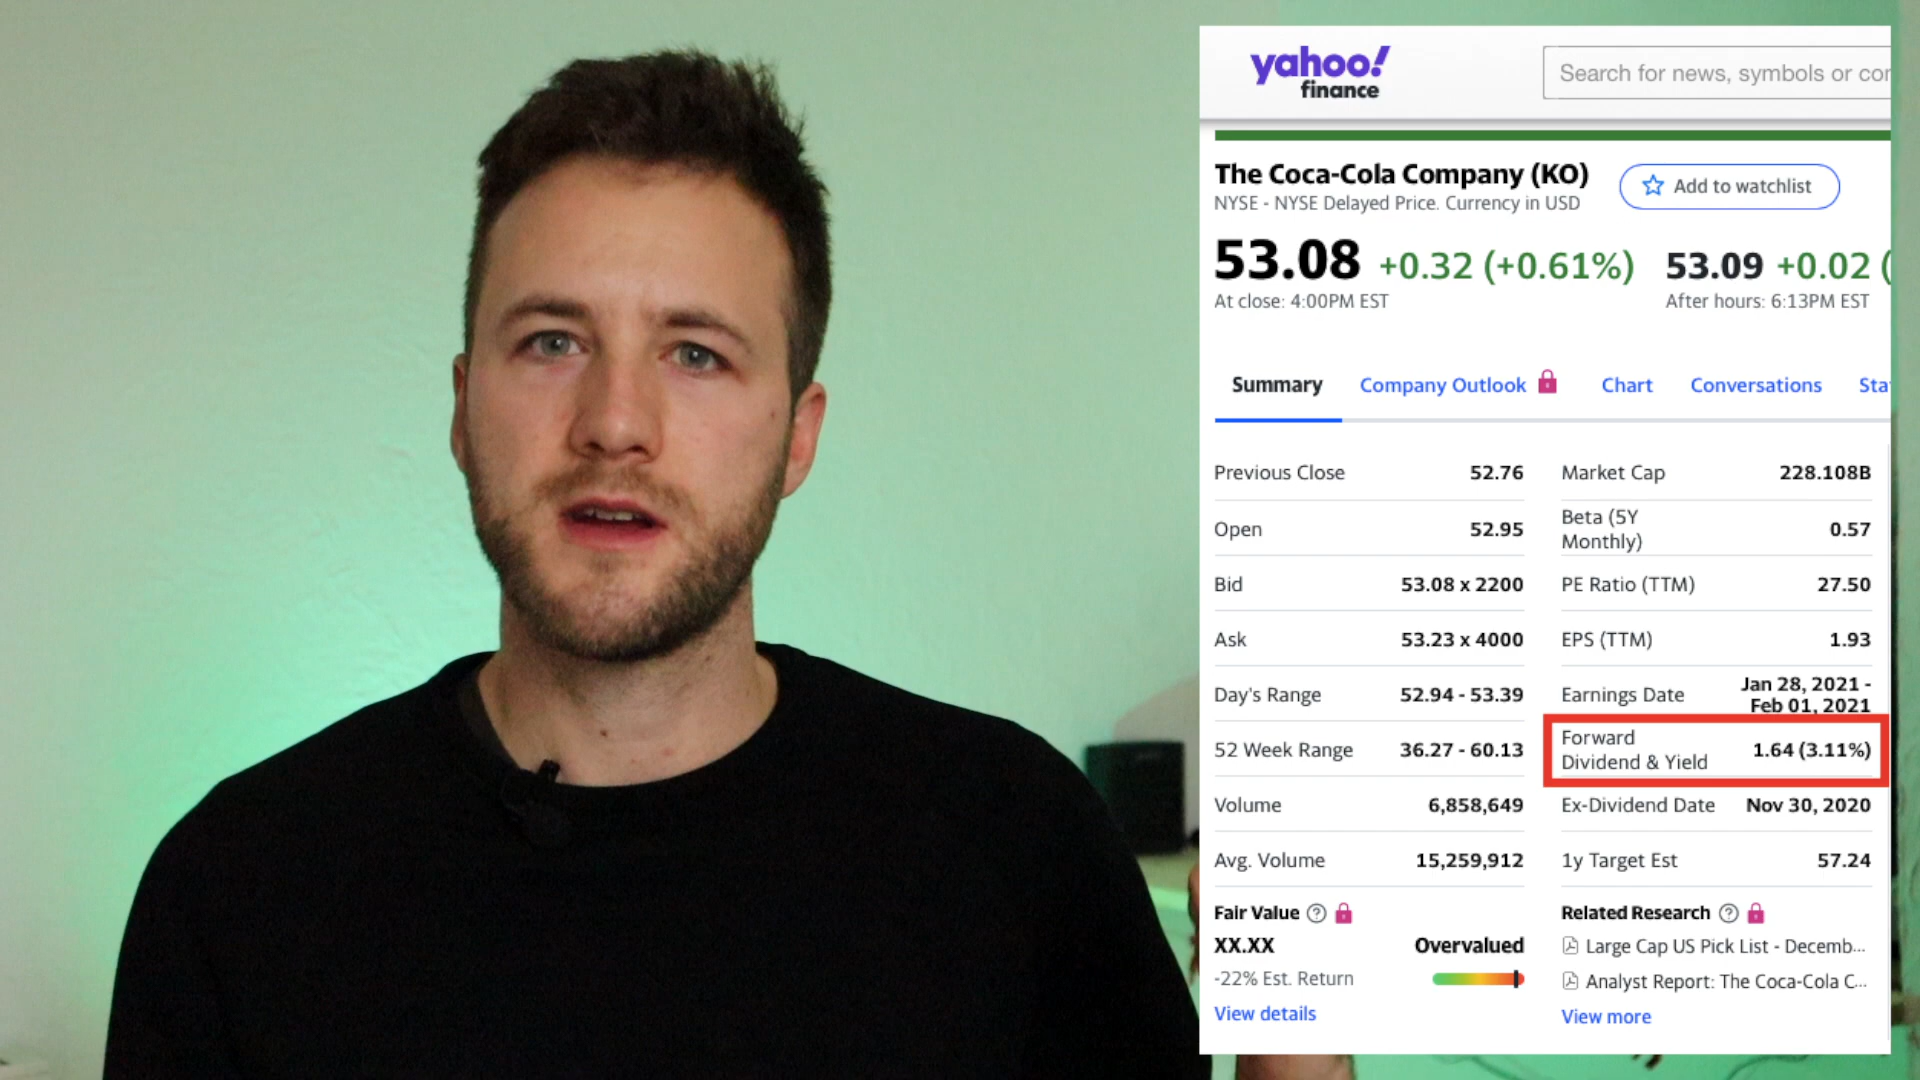 yahoo!
finance
Search for news, symbols or cor
The Coca-Cola Company (KO)
Add to watchlist
NYSE - NYSE Delayed Price. Currency in USD
53.08 +0.32 (+0.61%) 53.09 +0.02 (
At close: 4:00PM EST After hours: 6:13PM EST
Summary Company Outlook Chart Conversations Sta
Previous Close 52.76
Open 52.95
Bid 53.08 x 2200
Ask 53.23 x 4000
Day's Range 52.94 - 53.39
52 Week Range 36.27 - 60.13
Volume 6,858,649
Avg. Volume 15,259,912
Market Cap 228.108B
Beta (5Y
Monthly) 0.57
PE Ratio (TTM) 27.50
EPS (TTM) 1.93
Earnings Date Jan 28, 2021 -
Feb 01, 2021
Forward
Dividend & Yield 1.64 (3.11%)
Ex-Dividend Date Nov 30, 2020
1y Target Est 57.24
Fair Value ?
XX.XX Overvalued
-22% Est. Return
View details
Related Research ?
Large Cap US Pick List - Decemb...
Analyst Report: The Coca-Cola C...
View more